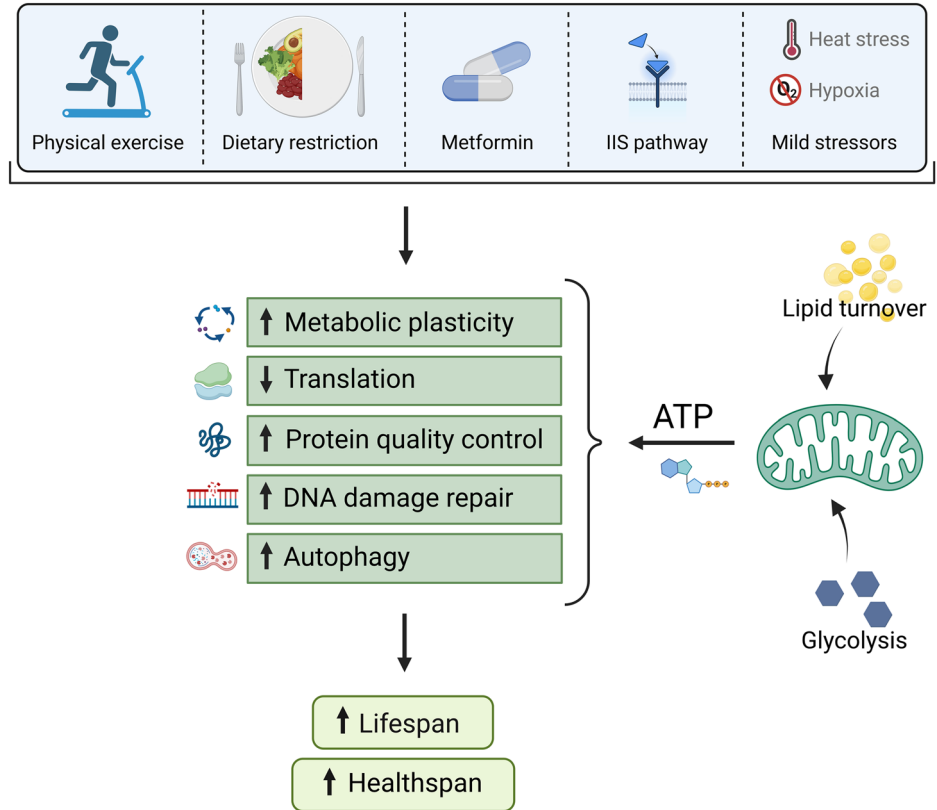 Heat stress
O₂
Hypoxia
Physical exercise
Dietary restriction
Metformin
IIS pathway
Mild stressors
Lipid turnover
↑ Metabolic plasticity
↓ Translation
↑ Protein quality control
↑ DNA damage repair
↑ Autophagy
ATP
Glycolysis
↑ Lifespan
↑ Healthspan